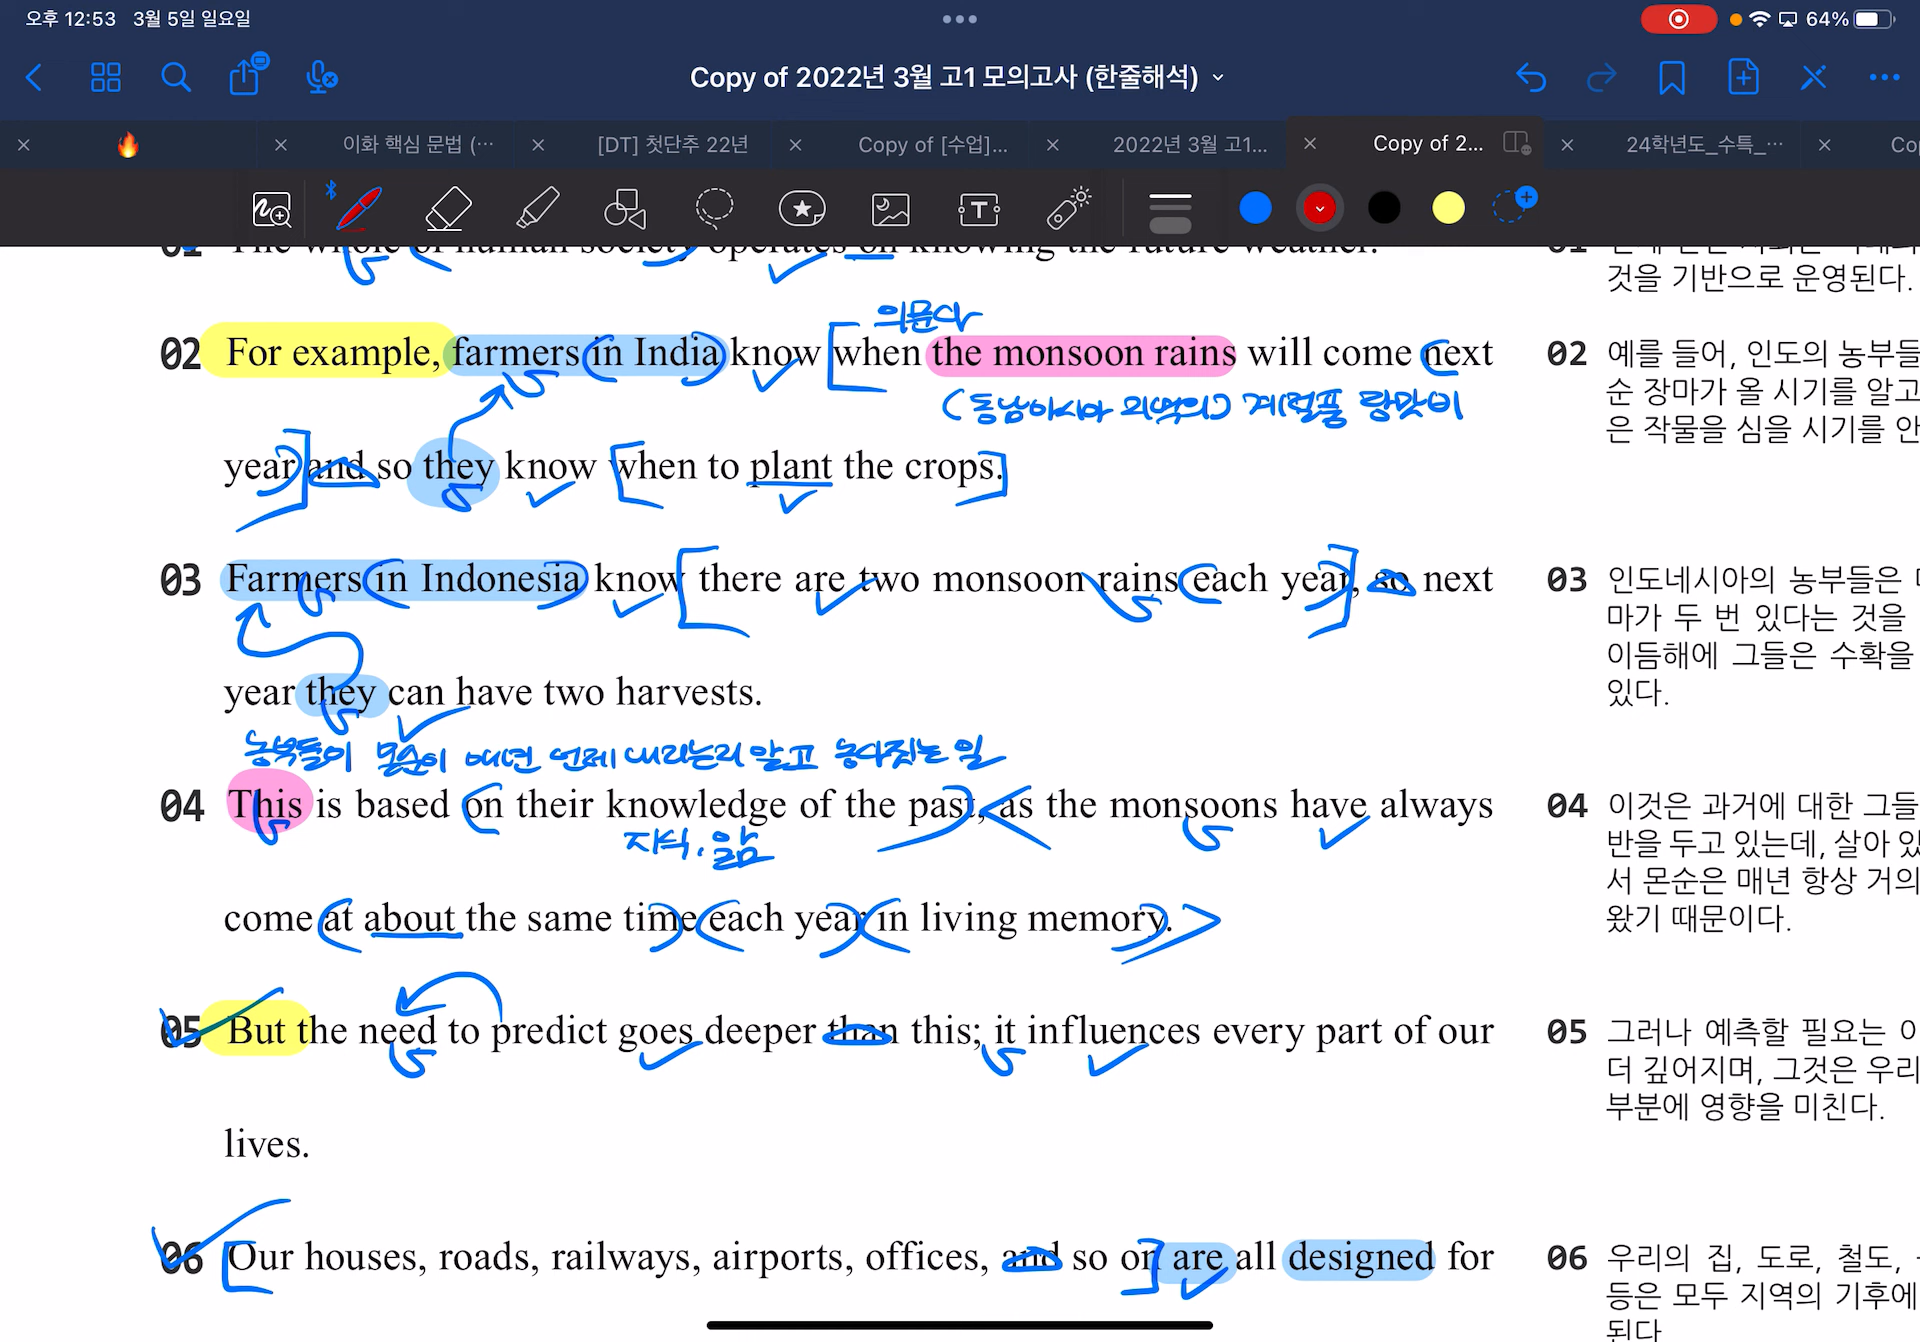 오후 12:53 3월 5일 일요일
64%
Copy of 2022년 3월 고1 모의고사 (한줄해석)
이화 핵심 문법 (…
[DT] 첫단추 22년
Copy of [수업]...
2022년 3월 고1...
Copy of 2...
24학년도_수특_…
Co
01 The whole of human society operates on knowing the future weather.
것을 기반으로 운영된다.
의문사
02 For example, farmers in India know when the monsoon rains will come next
02 예를 들어, 인도의 농부들
(동남아시아 지역의) 계절풍
순 장마가 올 시기를 알고
은 작물을 심을 시기를 안
year and so they know when to plant the crops.
03 Farmers in Indonesia know there are two monsoon rains each year, so next
03 인도네시아의 농부들은
마가 두 번 있다는 것을
이듬해에 그들은 수확을
year they can have two harvests.
있다.
농부들이 몬순이 매년 언제 내리는지 알고 농사짓는 일
04 This is based on their knowledge of the past, as the monsoons have always
04 이것은 과거에 대한 그들
지식, 앎
반을 두고 있는데, 살아 있
서 몬순은 매년 항상 거의
come at about the same time each year in living memory.
왔기 때문이다.
05 But the need to predict goes deeper than this; it influences every part of our
05 그러나 예측할 필요는 이
더 깊어지며, 그것은 우리
부분에 영향을 미친다.
lives.
06 Our houses, roads, railways, airports, offices, and so on are all designed for
06 우리의 집, 도로, 철도,
등은 모두 지역의 기후에
된다